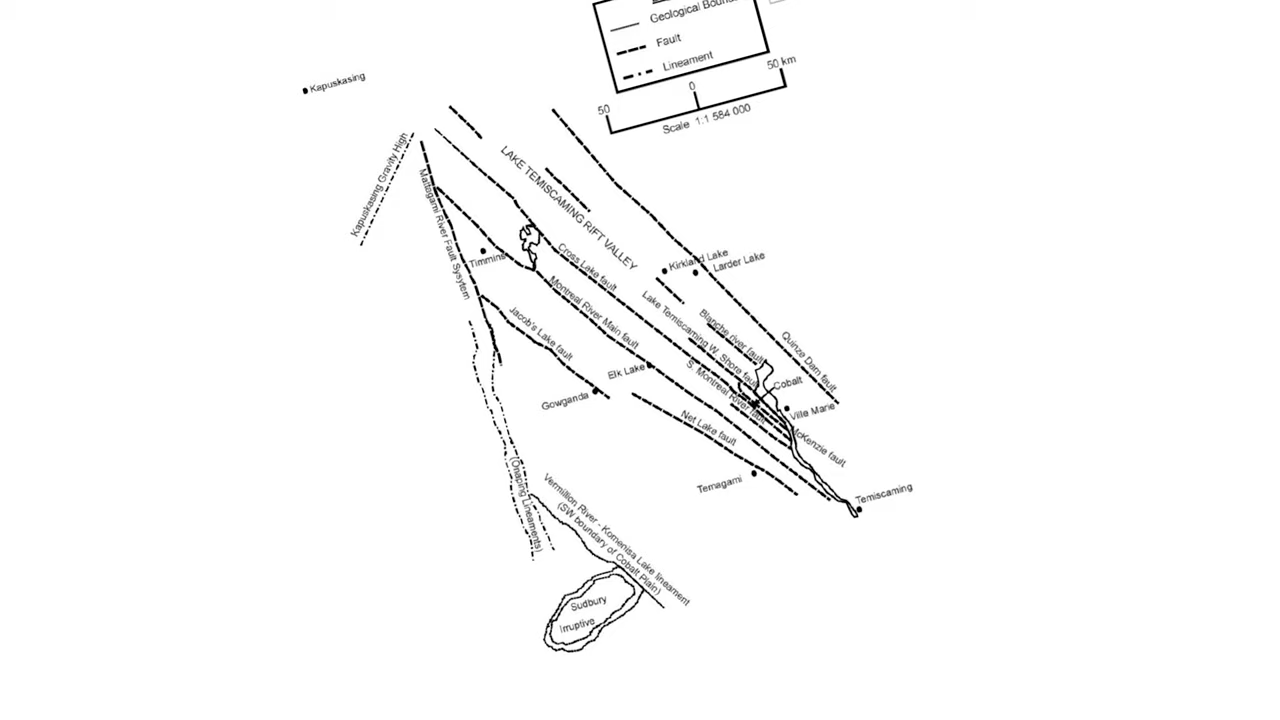 Geological
Fault
Lineament
50 0 50 km
Scale 1:1 584 000
Kapuskasing
Kapuskasing Gravity High
Mattagami River Fault Sysytem
LAKE TEMISCAMING RIFT VALLEY
Timmins
Cross Lake fault
Kirkland Lake
Larder Lake
Montreal River Main fault
Jacob's Lake fault
Lake Temiscaming W. Shore fault
Blanche river fault
Quinze Dam fault
Elk Lake
S. Montreal River fault
Cobalt
Gowganda
Ville Marie
Net Lake fault
McKenzie fault
Temagami
Temiscaming
(Onaping Lineaments)
Vermillion River - Komenisa Lake lineament
(SW boundary of Cobalt Plain)
Sudbury
Irruptive